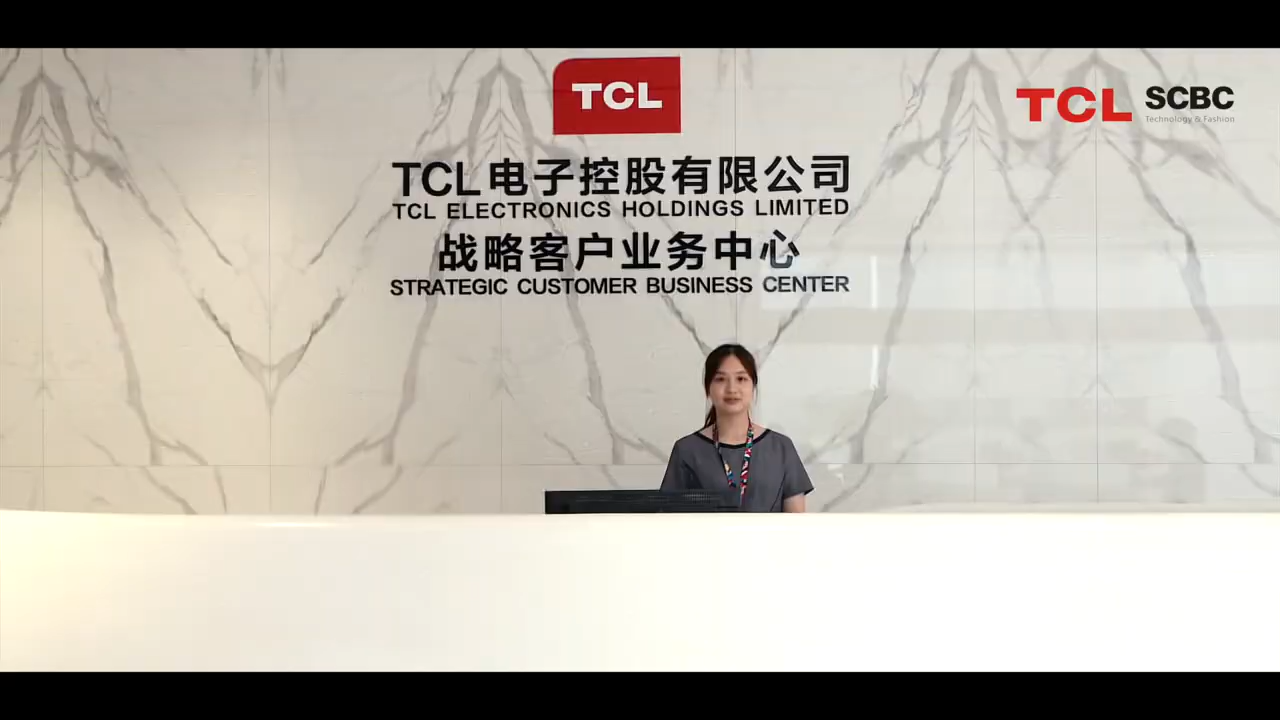 TCL
TCL SCBC
Technology & Fashion
TCL电子控股有限公司
TCL ELECTRONICS HOLDINGS LIMITED
战略客户业务中心
STRATEGIC CUSTOMER BUSINESS CENTER